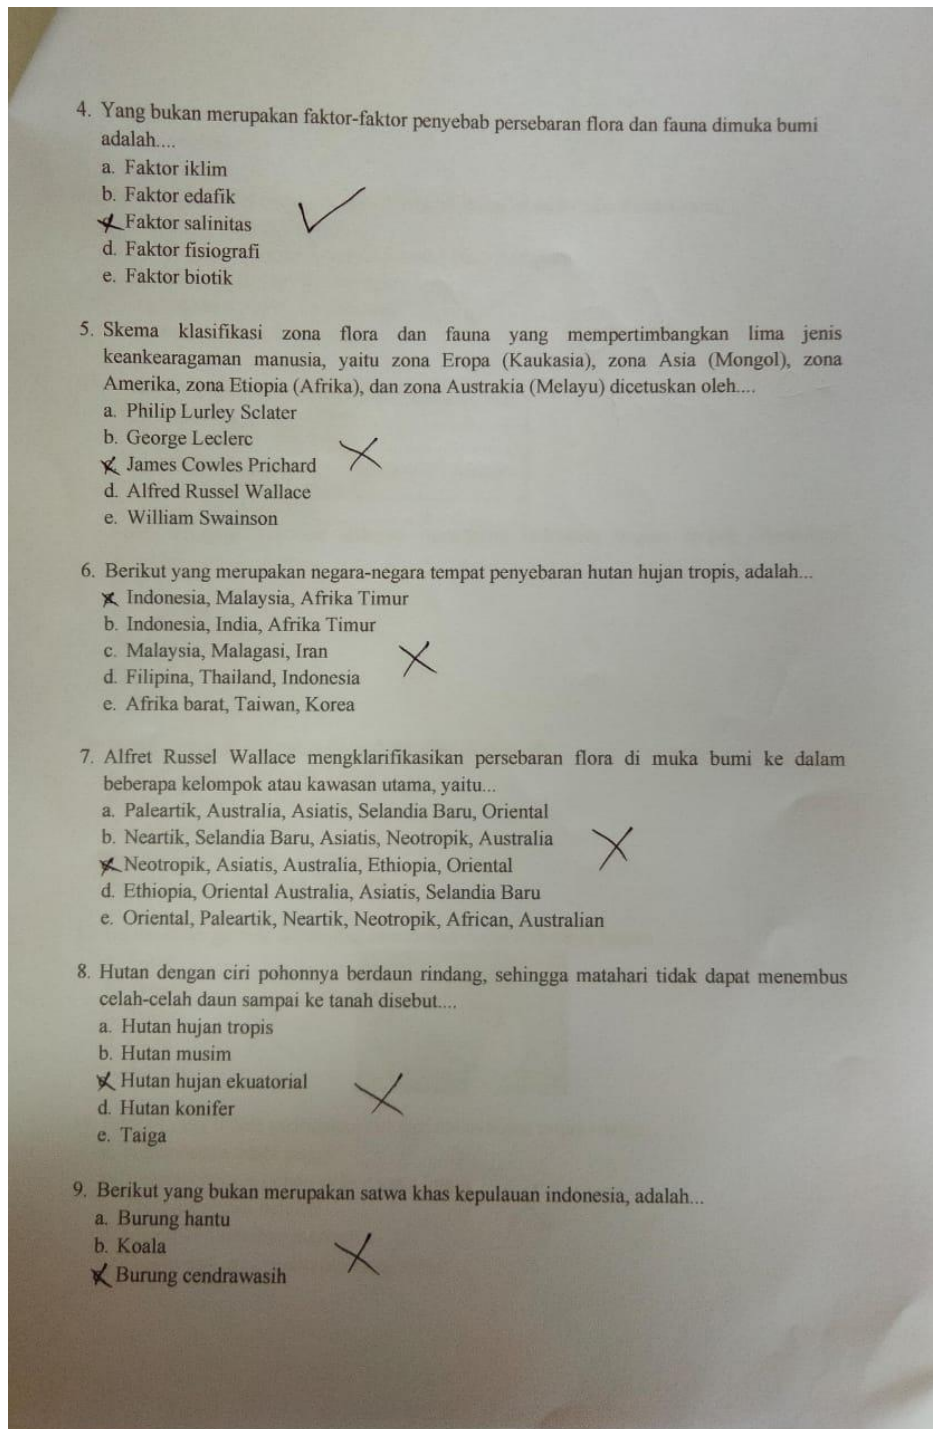 4. Yang bukan merupakan faktor-faktor penyebab persebaran flora dan fauna dimuka bumi
adalah....
a. Faktor iklim
b. Faktor edafik
Faktor salinitas
d. Faktor fisiografi
e. Faktor biotik
5. Skema klasifikasi zona flora dan fauna yang mempertimbangkan lima jenis
keankearagaman manusia, yaitu zona Eropa (Kaukasia), zona Asia (Mongol), zona
Amerika, zona Etiopia (Afrika), dan zona Austrakia (Melayu) dicetuskan oleh....
a. Philip Lurley Sclater
b. George Leclerc
James Cowles Prichard
d. Alfred Russel Wallace
e. William Swainson
6. Berikut yang merupakan negara-negara tempat penyebaran hutan hujan tropis, adalah...
Indonesia, Malaysia, Afrika Timur
b. Indonesia, India, Afrika Timur
c. Malaysia, Malagasi, Iran
d. Filipina, Thailand, Indonesia
e. Afrika barat, Taiwan, Korea
7. Alfret Russel Wallace mengklarifikasikan persebaran flora di muka bumi ke dalam
beberapa kelompok atau kawasan utama, yaitu...
a. Paleartik, Australia, Asiatis, Selandia Baru, Oriental
b. Neartik, Selandia Baru, Asiatis, Neotropik, Australia
Neotropik, Asiatis, Australia, Ethiopia, Oriental
d. Ethiopia, Oriental Australia, Asiatis, Selandia Baru
e. Oriental, Paleartik, Neartik, Neotropik, African, Australian
8. Hutan dengan ciri pohonnya berdaun rindang, sehingga matahari tidak dapat menembus
celah-celah daun sampai ke tanah disebut....
a. Hutan hujan tropis
b. Hutan musim
Hutan hujan ekuatorial
d. Hutan konifer
e. Taiga
9. Berikut yang bukan merupakan satwa khas kepulauan indonesia, adalah...
a. Burung hantu
b. Koala
Burung cendrawasih